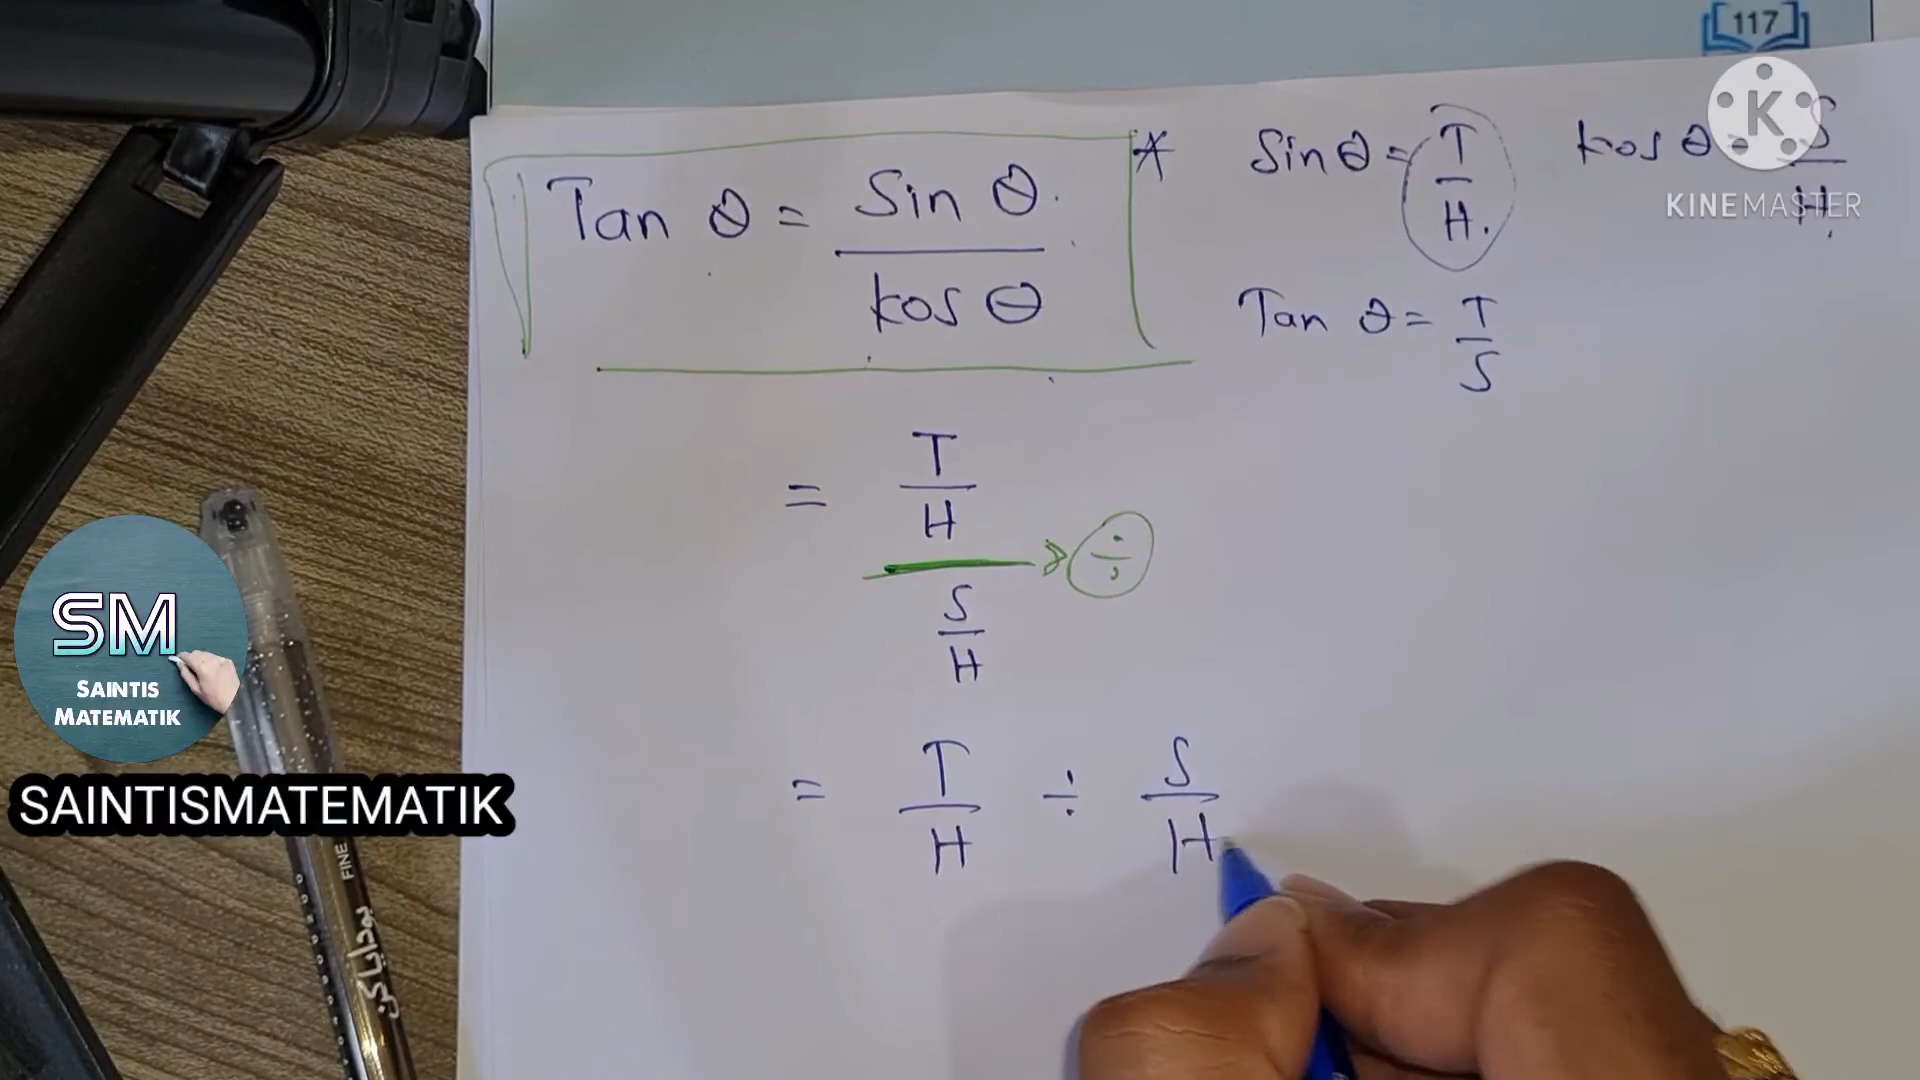 117
Tan θ = Sin θ / kos θ
* Sin θ = T / H. kos θ = S / H
Tan θ = T / S
KINEMASTER
= T / H
÷
S / H
SM
SAINTIS
MATEMATIK
= T / H ÷ S / H
SAINTISMATEMATIK
FINE